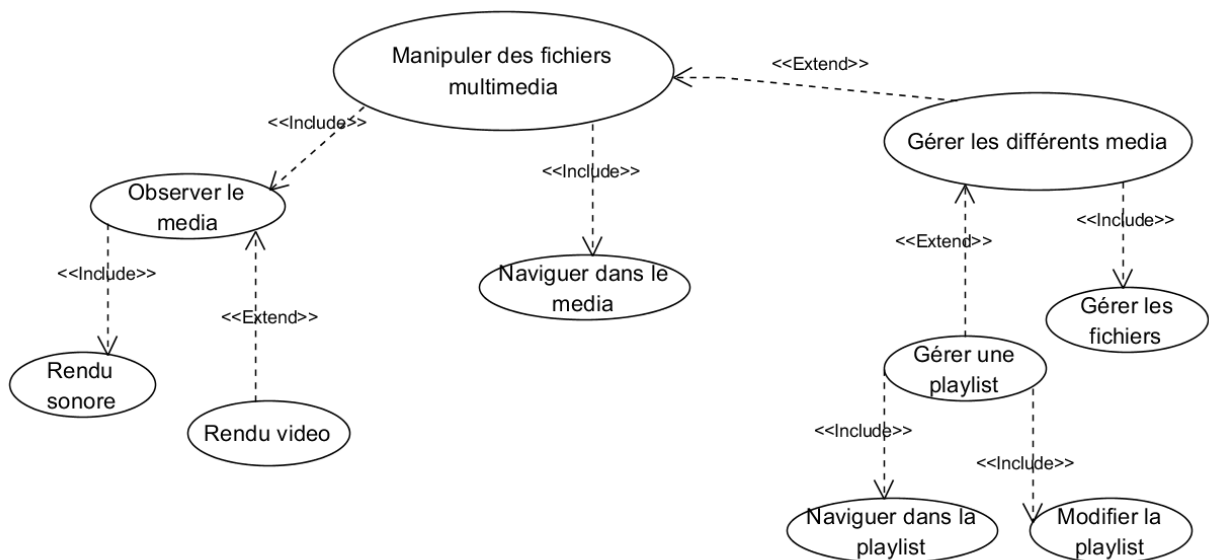 Manipuler des fichiers
multimedia
<<Extend>>
<<Include>>
Gérer les différents media
<<Include>>
Observer le
media
<<Include>>
<<Extend>>
<<Include>>
Naviguer dans le
media
<<Extend>>
Gérer les
fichiers
Gérer une
playlist
Rendu
sonore
Rendu video
<<Include>>
<<Include>>
Naviguer dans la
playlist
Modifier la
playlist